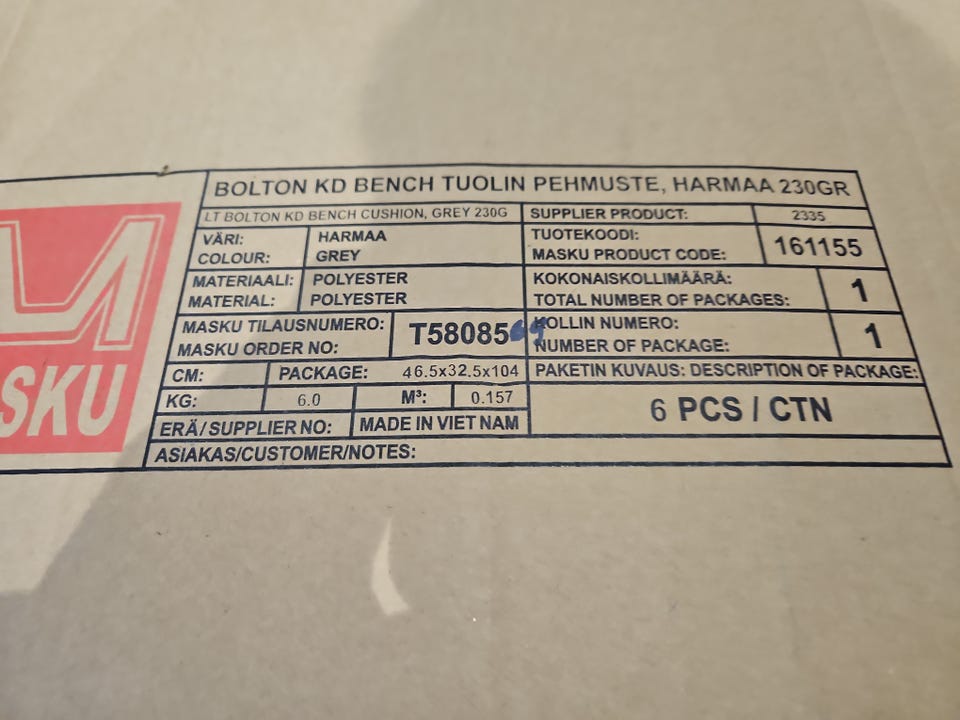 BOLTON KD BENCH TUOLIN PEHMUSTE, HARMAA 230GR
LT BOLTON KD BENCH CUSHION, GREY 230G
SUPPLIER PRODUCT: 2335
VÄRI: HARMAA
COLOUR: GREY
TUOTEKOODI:
MASKU PRODUCT CODE: 161155
MATERIAALI: POLYESTER
MATERIAL: POLYESTER
KOKONAISKOLLIMÄÄRÄ:
TOTAL NUMBER OF PACKAGES: 1
MASKU TILAUSNUMERO:
MASKU ORDER NO: T58085
KOLLIN NUMERO:
NUMBER OF PACKAGE: 1
CM: PACKAGE: 46.5x32.5x104
PAKETIN KUVAUS: DESCRIPTION OF PACKAGE:
KG: 6.0 M³: 0.157
6 PCS / CTN
ERÄ/SUPPLIER NO: MADE IN VIET NAM
ASIAKAS/CUSTOMER/NOTES:
SKU